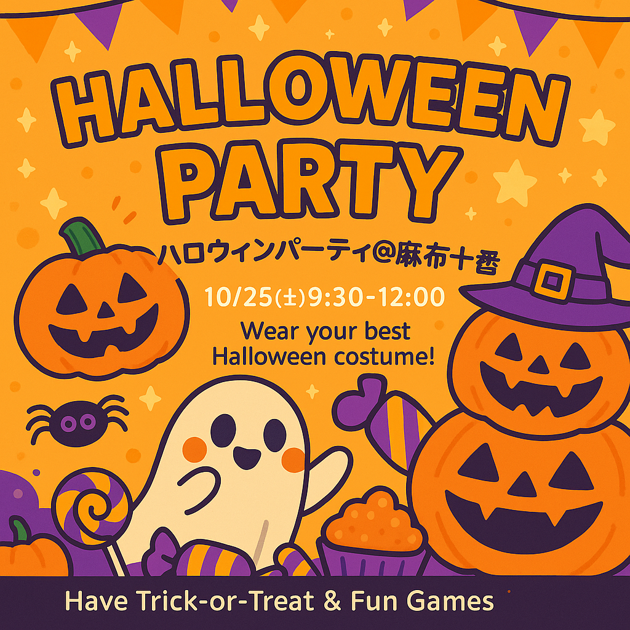 HALLOWEEN
PARTY
ハロウィンパーティ@麻布十番
10/25(土)9:30-12:00
Wear your best
Halloween costume!
Have Trick-or-Treat & Fun Games